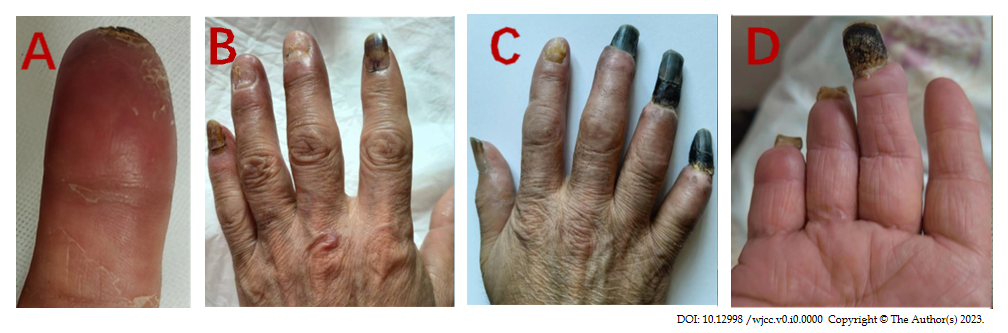 A
B
C
D
DOI: 10.12998 /wjcc.v0.i0.0000 Copyright © The Author(s) 2023.